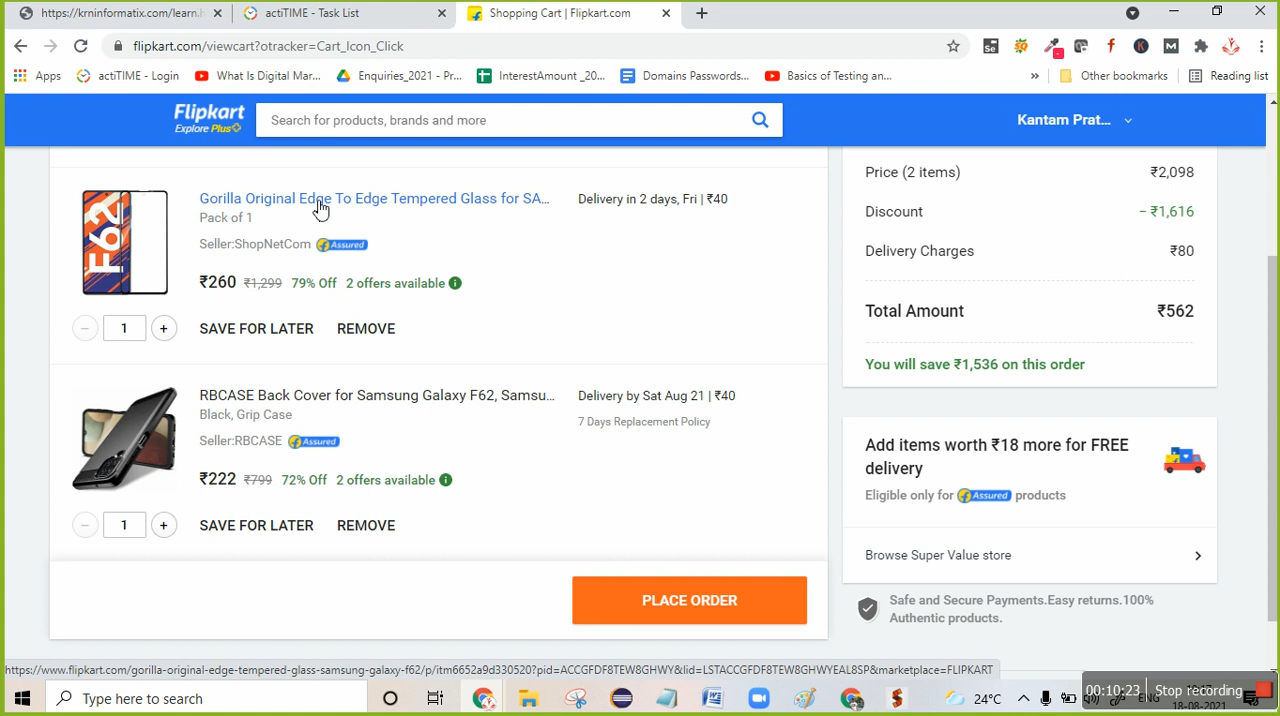 https://krninformatix.com/learn.h
actiTIME - Task List
Shopping Cart | Flipkart.com
flipkart.com/viewcart?otracker=Cart_Icon_Click
Apps
actiTIME - Login
What Is Digital Mar...
Enquiries_2021 - Pr...
InterestAmount _20...
Domains Passwords...
Basics of Testing an...
»
Other bookmarks
Reading list
Flipkart
Explore Plus
Search for products, brands and more
Kantam Prat...
F62
Gorilla Original Edge To Edge Tempered Glass for SA...
Pack of 1
Seller:ShopNetCom Assured
₹260 ₹1,299 79% Off 2 offers available
Delivery in 2 days, Fri | ₹40
− 1 +
SAVE FOR LATER REMOVE
RBCASE Back Cover for Samsung Galaxy F62, Samsu...
Black, Grip Case
Seller:RBCASE Assured
₹222 ₹799 72% Off 2 offers available
Delivery by Sat Aug 21 | ₹40
7 Days Replacement Policy
− 1 +
SAVE FOR LATER REMOVE
PLACE ORDER
Price (2 items) ₹2,098
Discount − ₹1,616
Delivery Charges ₹80
Total Amount ₹562
You will save ₹1,536 on this order
Add items worth ₹18 more for FREE
delivery
Eligible only for Assured products
Browse Super Value store
Safe and Secure Payments.Easy returns.100%
Authentic products.
https://www.flipkart.com/gorilla-original-edge-tempered-glass-samsung-galaxy-f62/p/itm6652a9d330520?pid=ACCGFDF8TEW8GHWY&lid=LSTACCGFDF8TEW8GHWYEAL8SP&marketplace=FLIPKART
Type here to search
24°C
ENG
18-08-2021
00:10:23 Stop recording